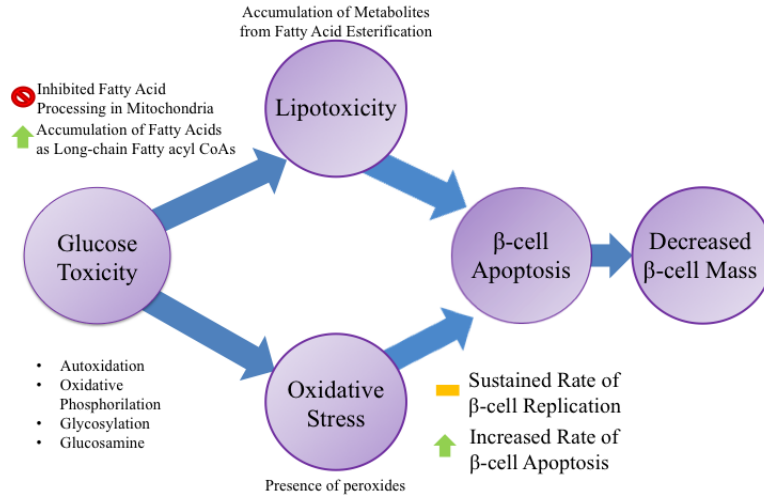 Accumulation of Metabolites
from Fatty Acid Esterification
Inhibited Fatty Acid
Processing in Mitochondria
Accumulation of Fatty Acids
as Long-chain Fatty acyl CoAs
Lipotoxicity
Glucose
Toxicity
β-cell
Apoptosis
Decreased
β-cell Mass
• Autoxidation
• Oxidative
Phosphorilation
• Glycosylation
• Glucosamine
Oxidative
Stress
Presence of peroxides
Sustained Rate of
β-cell Replication
Increased Rate of
β-cell Apoptosis